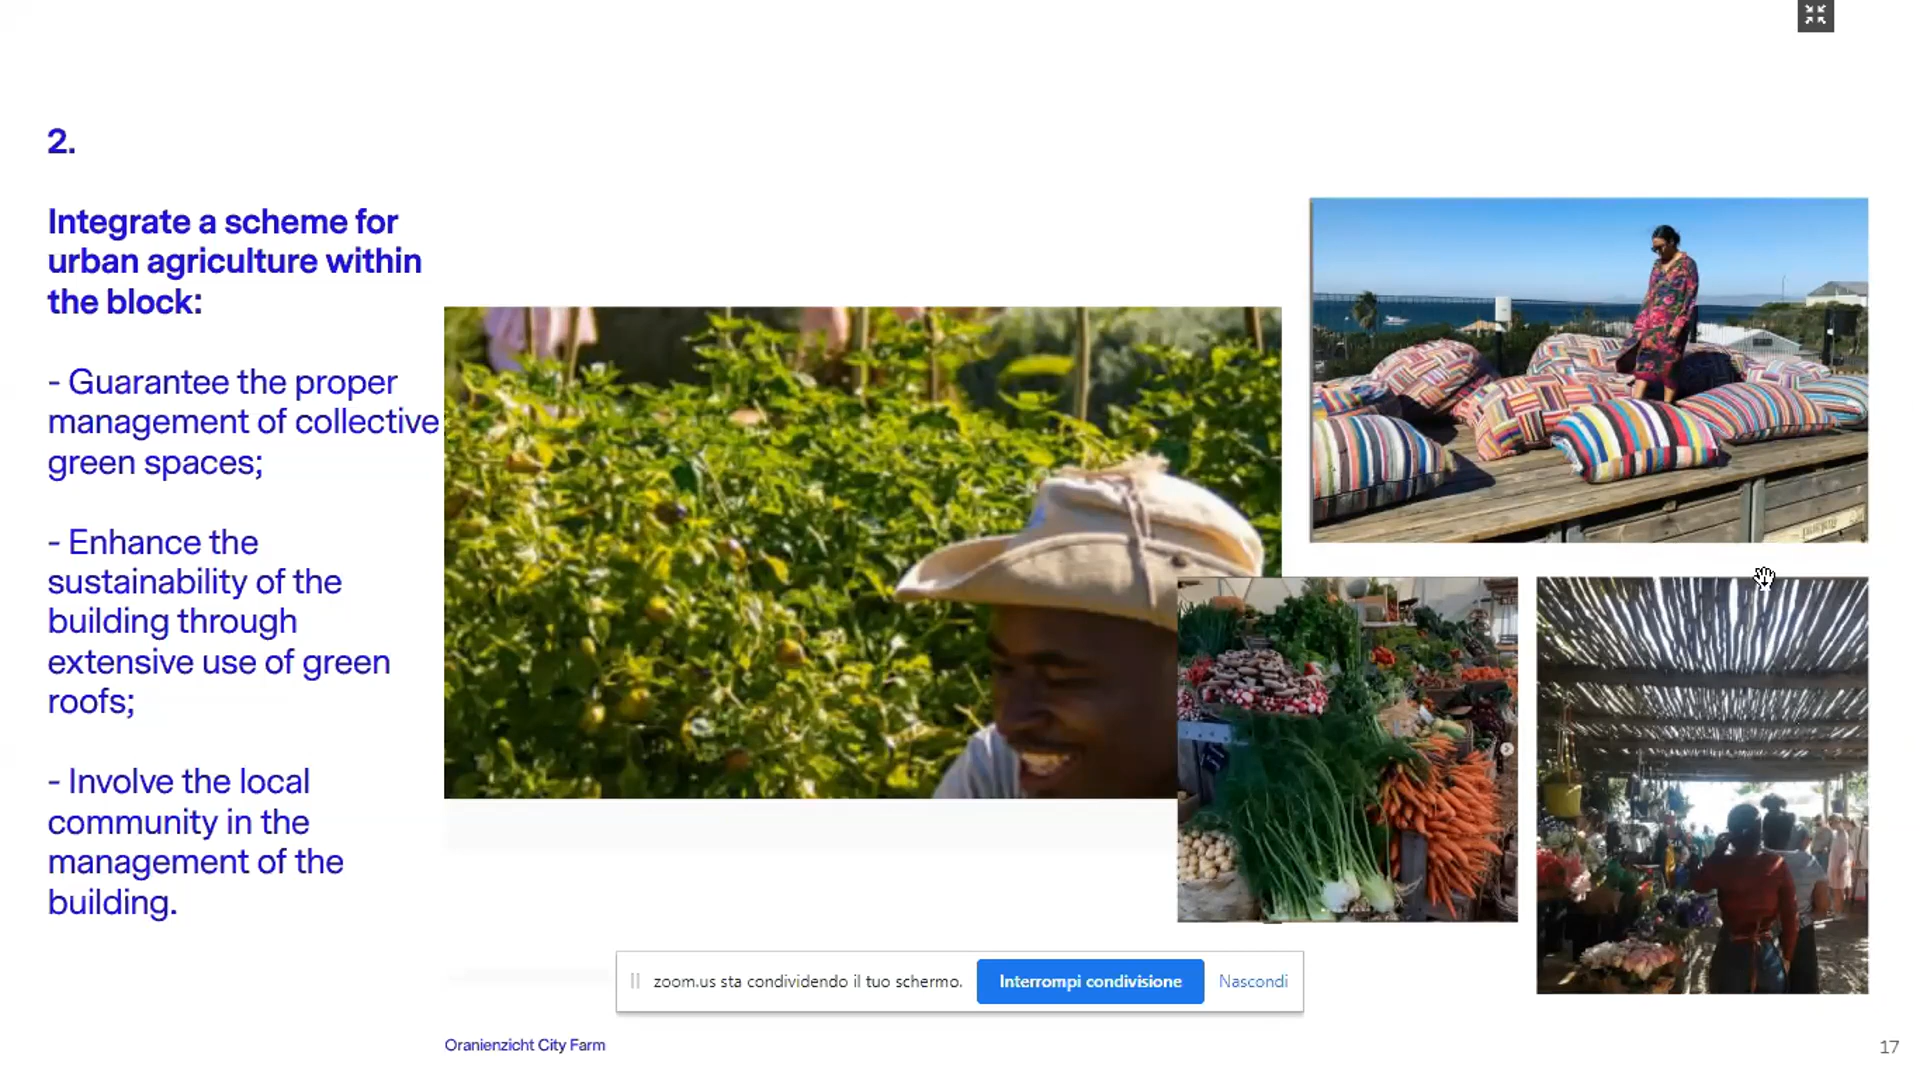 2.
Integrate a scheme for
urban agriculture within
the block:
- Guarantee the proper
management of collective
green spaces;
- Enhance the
sustainability of the
building through
extensive use of green
roofs;
- Involve the local
community in the
management of the
building.
zoom.us sta condividendo il tuo schermo.
Interrompi condivisione
Nascondi
Oranienzicht City Farm
17